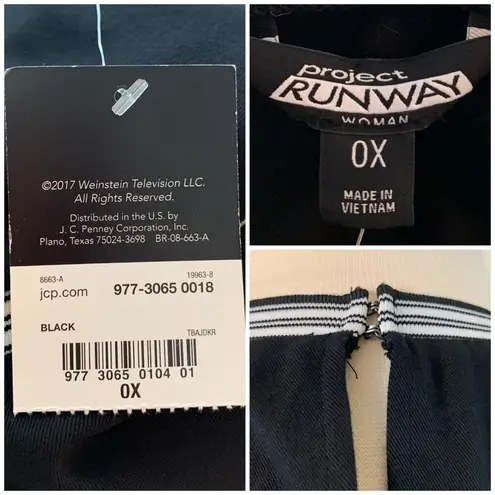 ©2017 Weinstein Television LLC.
All Rights Reserved.
Distributed in the U.S. by
J. C. Penney Corporation, Inc.
Plano, Texas 75024-3698 BR-08-663-A
8663-A 19963-8
jcp.com 977-3065 0018
BLACK
TBAJDKR
977 3065 0104 01
0X
project
RUNWAY
WOMAN
0X
MADE IN
VIETNAM